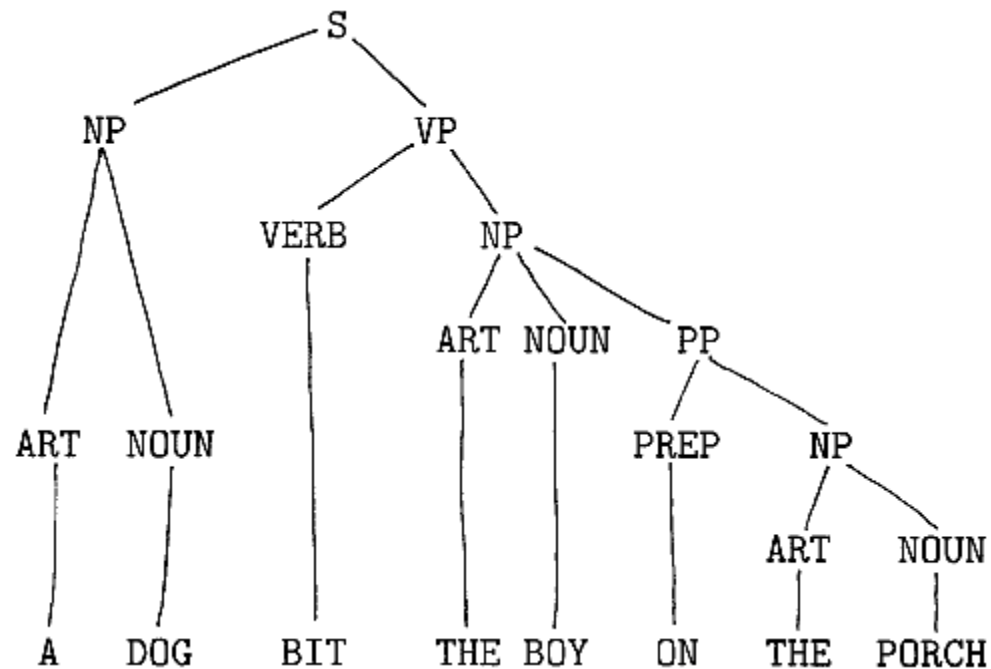 S
NP VP
VERB NP
ART NOUN PP
ART NOUN PREP NP
ART NOUN
A DOG BIT THE BOY ON THE PORCH